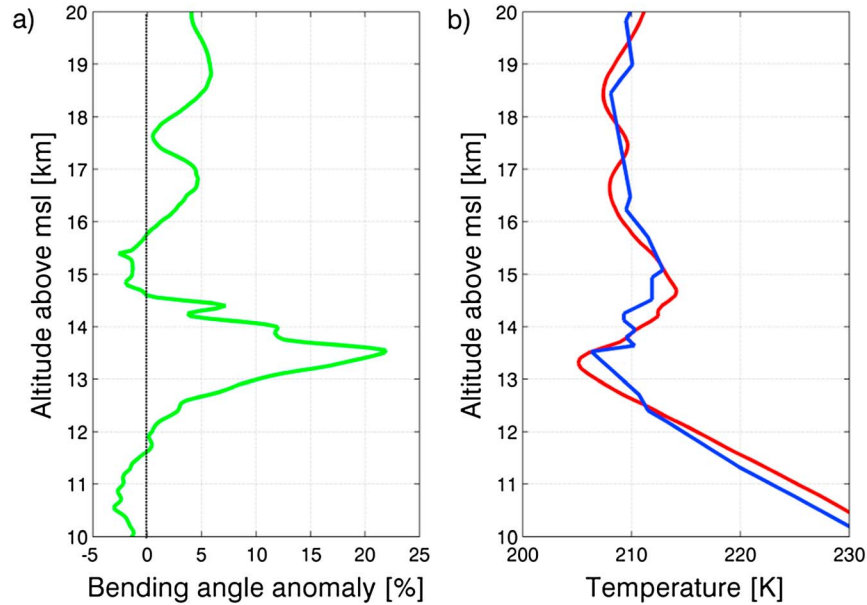 a)
20
19
18
17
16
15
14
13
12
11
10
-5 0 5 10 15 20 25
Altitude above msl [km]
Bending angle anomaly [%]
b)
20
19
18
17
16
15
14
13
12
11
10
200 210 220 230
Altitude above msl [km]
Temperature [K]